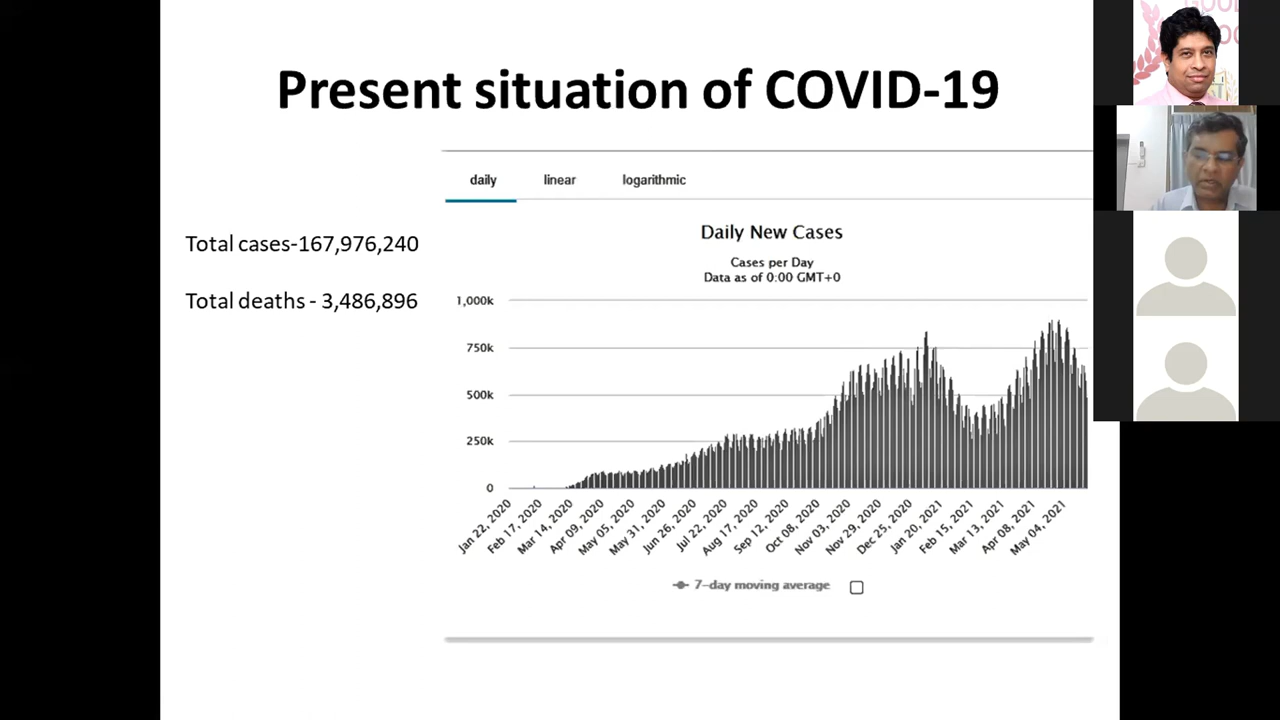 Present situation of COVID-19
daily linear logarithmic
Total cases-167,976,240
Total deaths - 3,486,896
Daily New Cases
Cases per Day
Data as of 0:00 GMT+0
1,000k
750k
500k
250k
0
Jan 22, 2020
Feb 17, 2020
Mar 14, 2020
Apr 09, 2020
May 05, 2020
May 31, 2020
Jun 26, 2020
Jul 22, 2020
Aug 17, 2020
Sep 12, 2020
Oct 08, 2020
Nov 03, 2020
Nov 29, 2020
Dec 25, 2020
Jan 20, 2021
Feb 15, 2021
Mar 13, 2021
Apr 08, 2021
May 04, 2021
7-day moving average